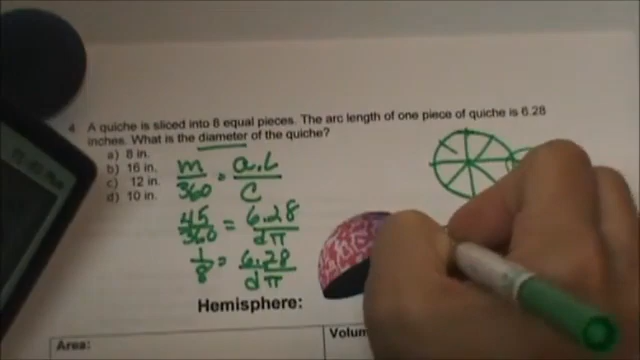 4 A quiche is sliced into 8 equal pieces. The arc length of one piece of quiche is 6.28
inches. What is the diameter of the quiche?
a) 8 in.
b) 16 in.
c) 12 in.
d) 10 in.
m/360 = a.L/C
45/360 = 6.28/dπ
1/8 = 6.28/dπ
Hemisphere:
Area:
Volum